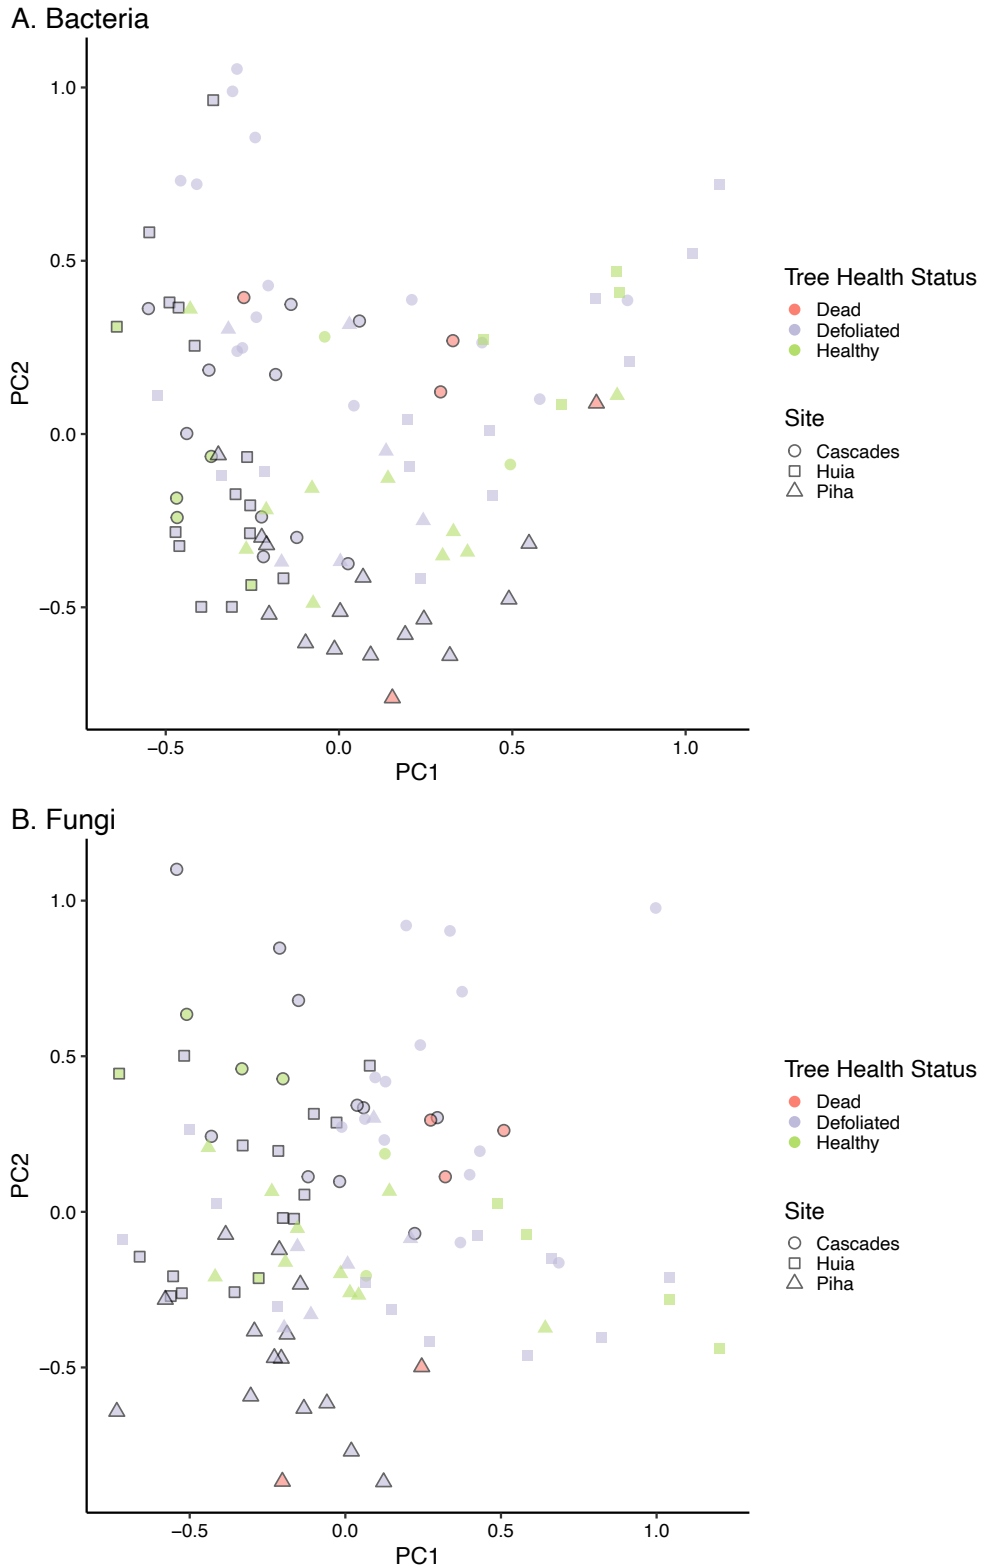 A. Bacteria
1.0
0.5
0.0
−0.5
PC2
−0.5 0.0 0.5 1.0
PC1
Tree Health Status
Dead
Defoliated
Healthy
Site
Cascades
Huia
Piha
B. Fungi
1.0
0.5
0.0
−0.5
PC2
−0.5 0.0 0.5 1.0
PC1
Tree Health Status
Dead
Defoliated
Healthy
Site
Cascades
Huia
Piha